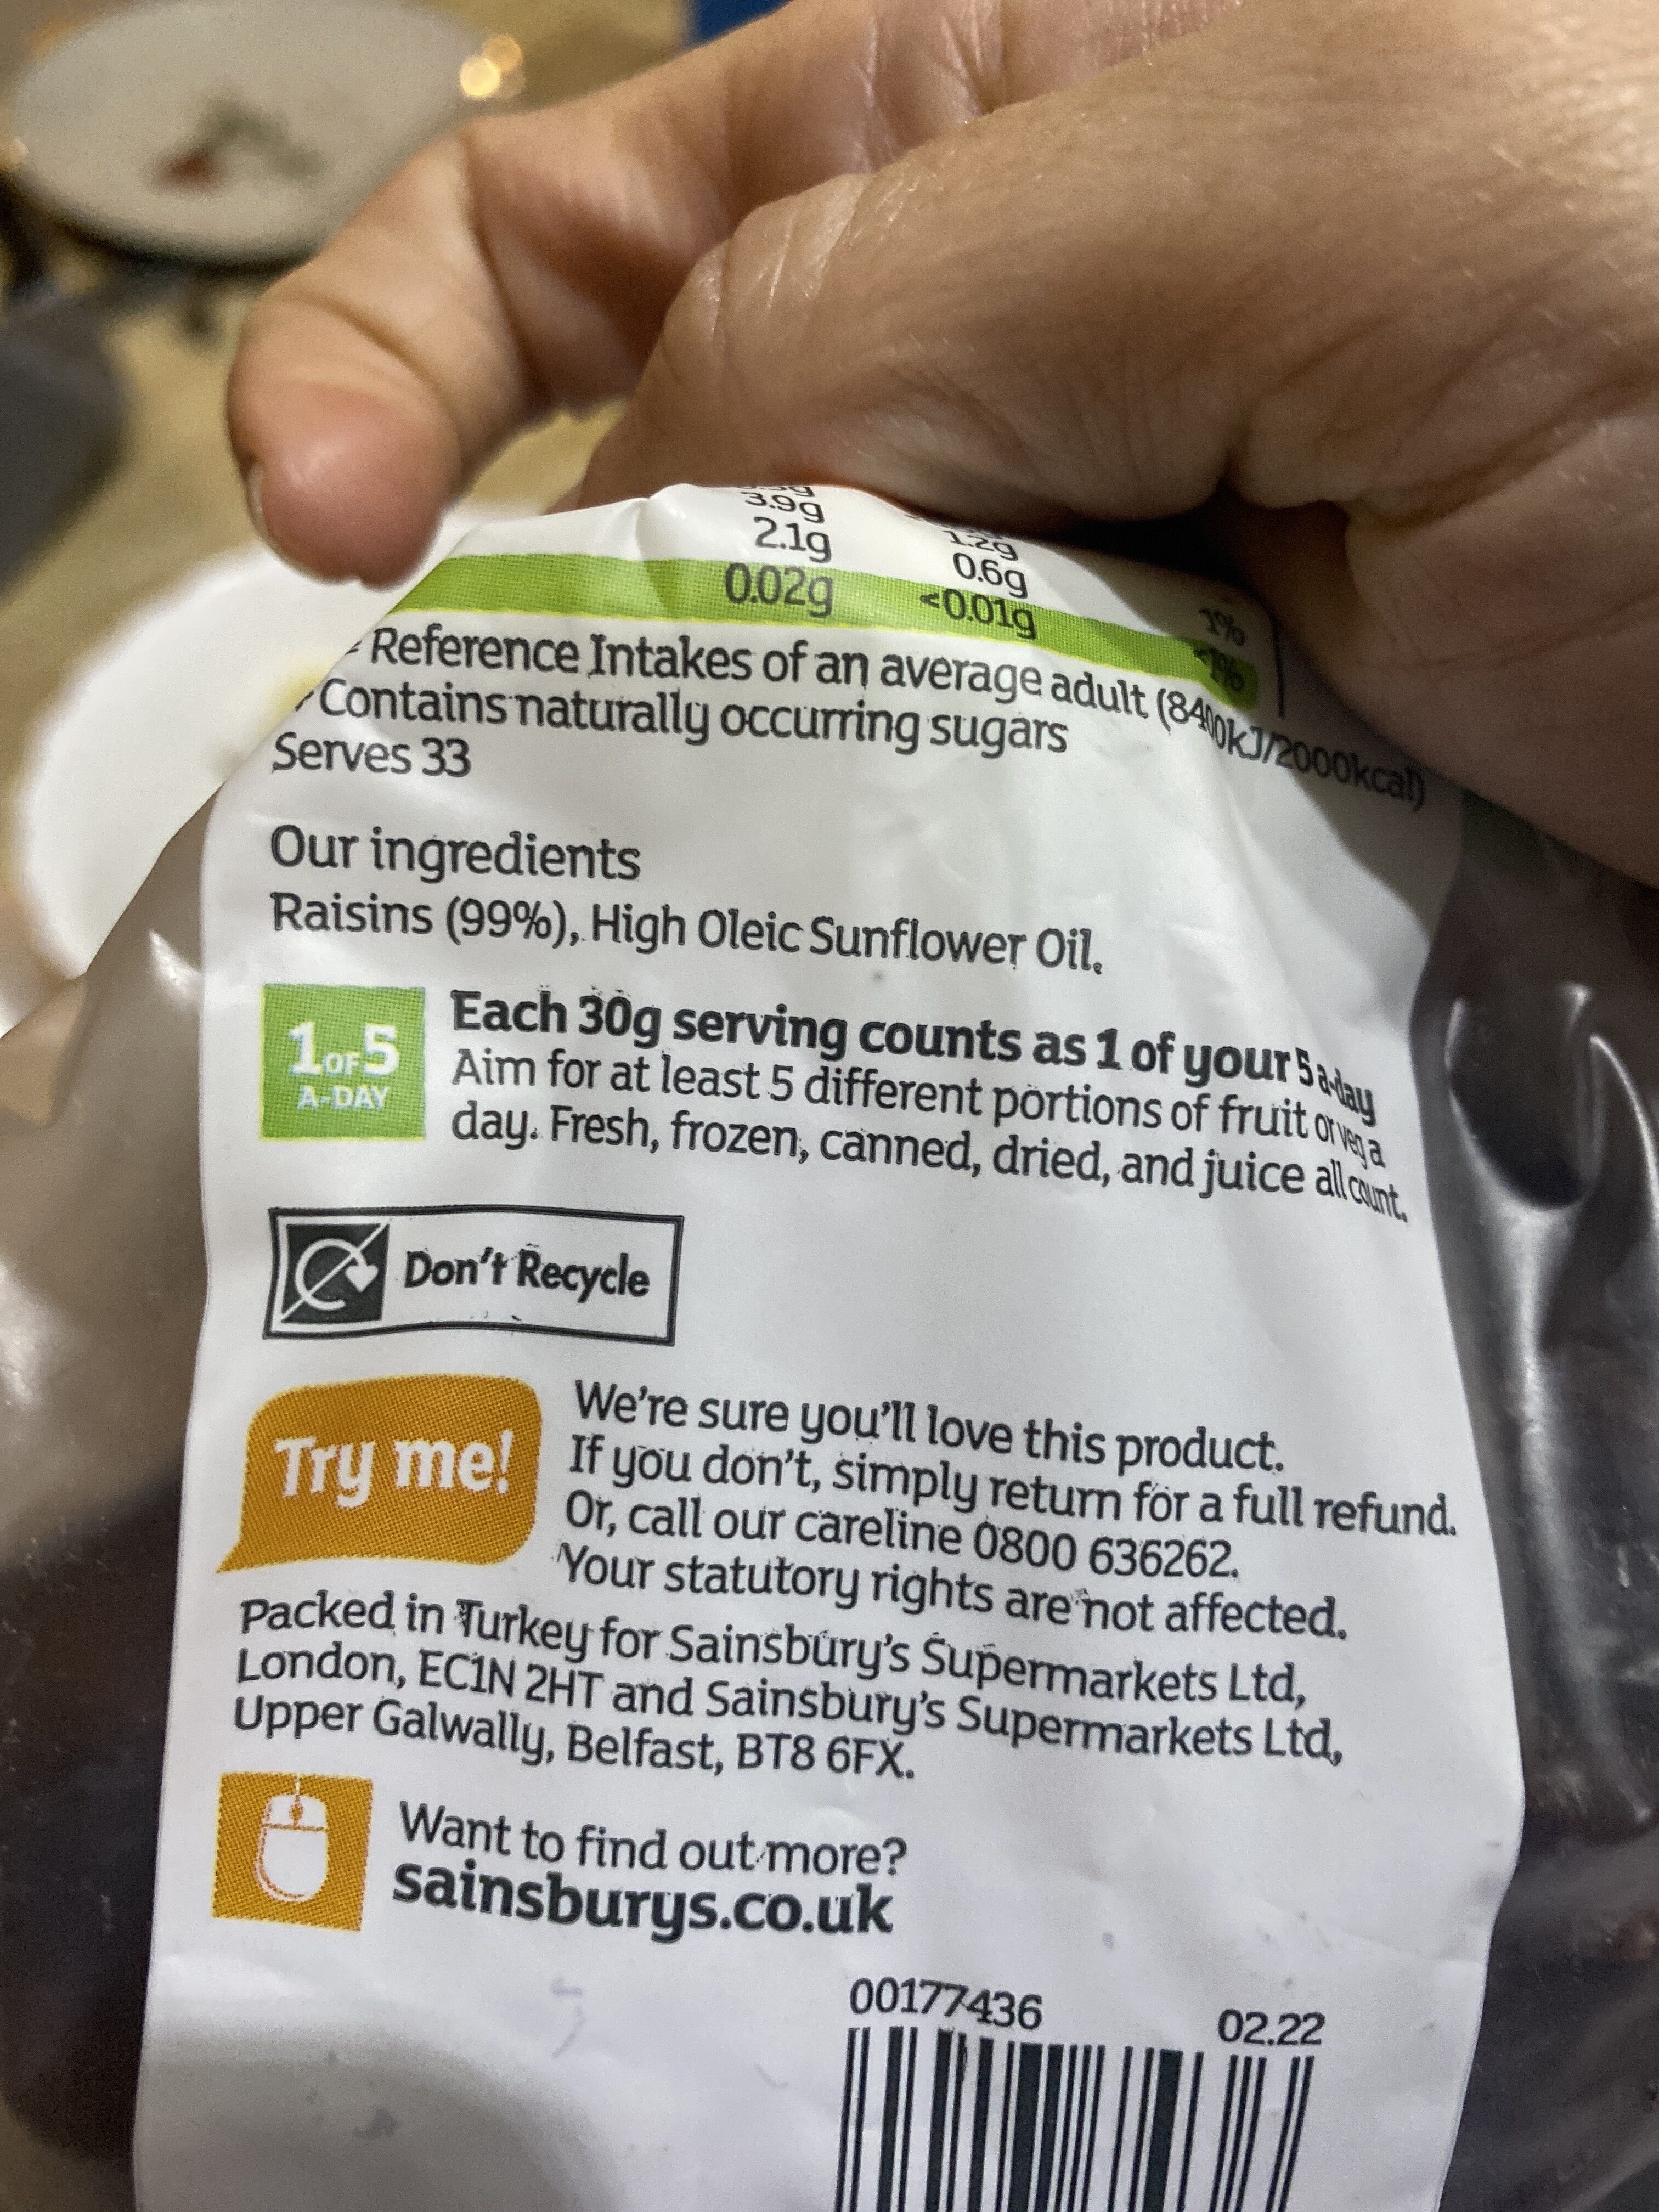 3.9g 1.2g
2.1g 0.6g 1%
0.02g <0.01g <1%
Reference Intakes of an average adult (8400kJ/2000kcal)
Contains naturally occurring sugars
Serves 33
Our ingredients
Raisins (99%), High Oleic Sunflower Oil.
1 OF 5
A-DAY
Each 30g serving counts as 1 of your 5 a-day
Aim for at least 5 different portions of fruit or veg a
day. Fresh, frozen, canned, dried, and juice all count.
Don't Recycle
Try me!
We're sure you'll love this product.
If you don't, simply return for a full refund.
Or, call our careline 0800 636262.
Your statutory rights are not affected.
Packed in Turkey for Sainsbury's Supermarkets Ltd,
London, EC1N 2HT and Sainsbury's Supermarkets Ltd,
Upper Galwally, Belfast, BT8 6FX.
Want to find out more?
sainsburys.co.uk
00177436 02.22